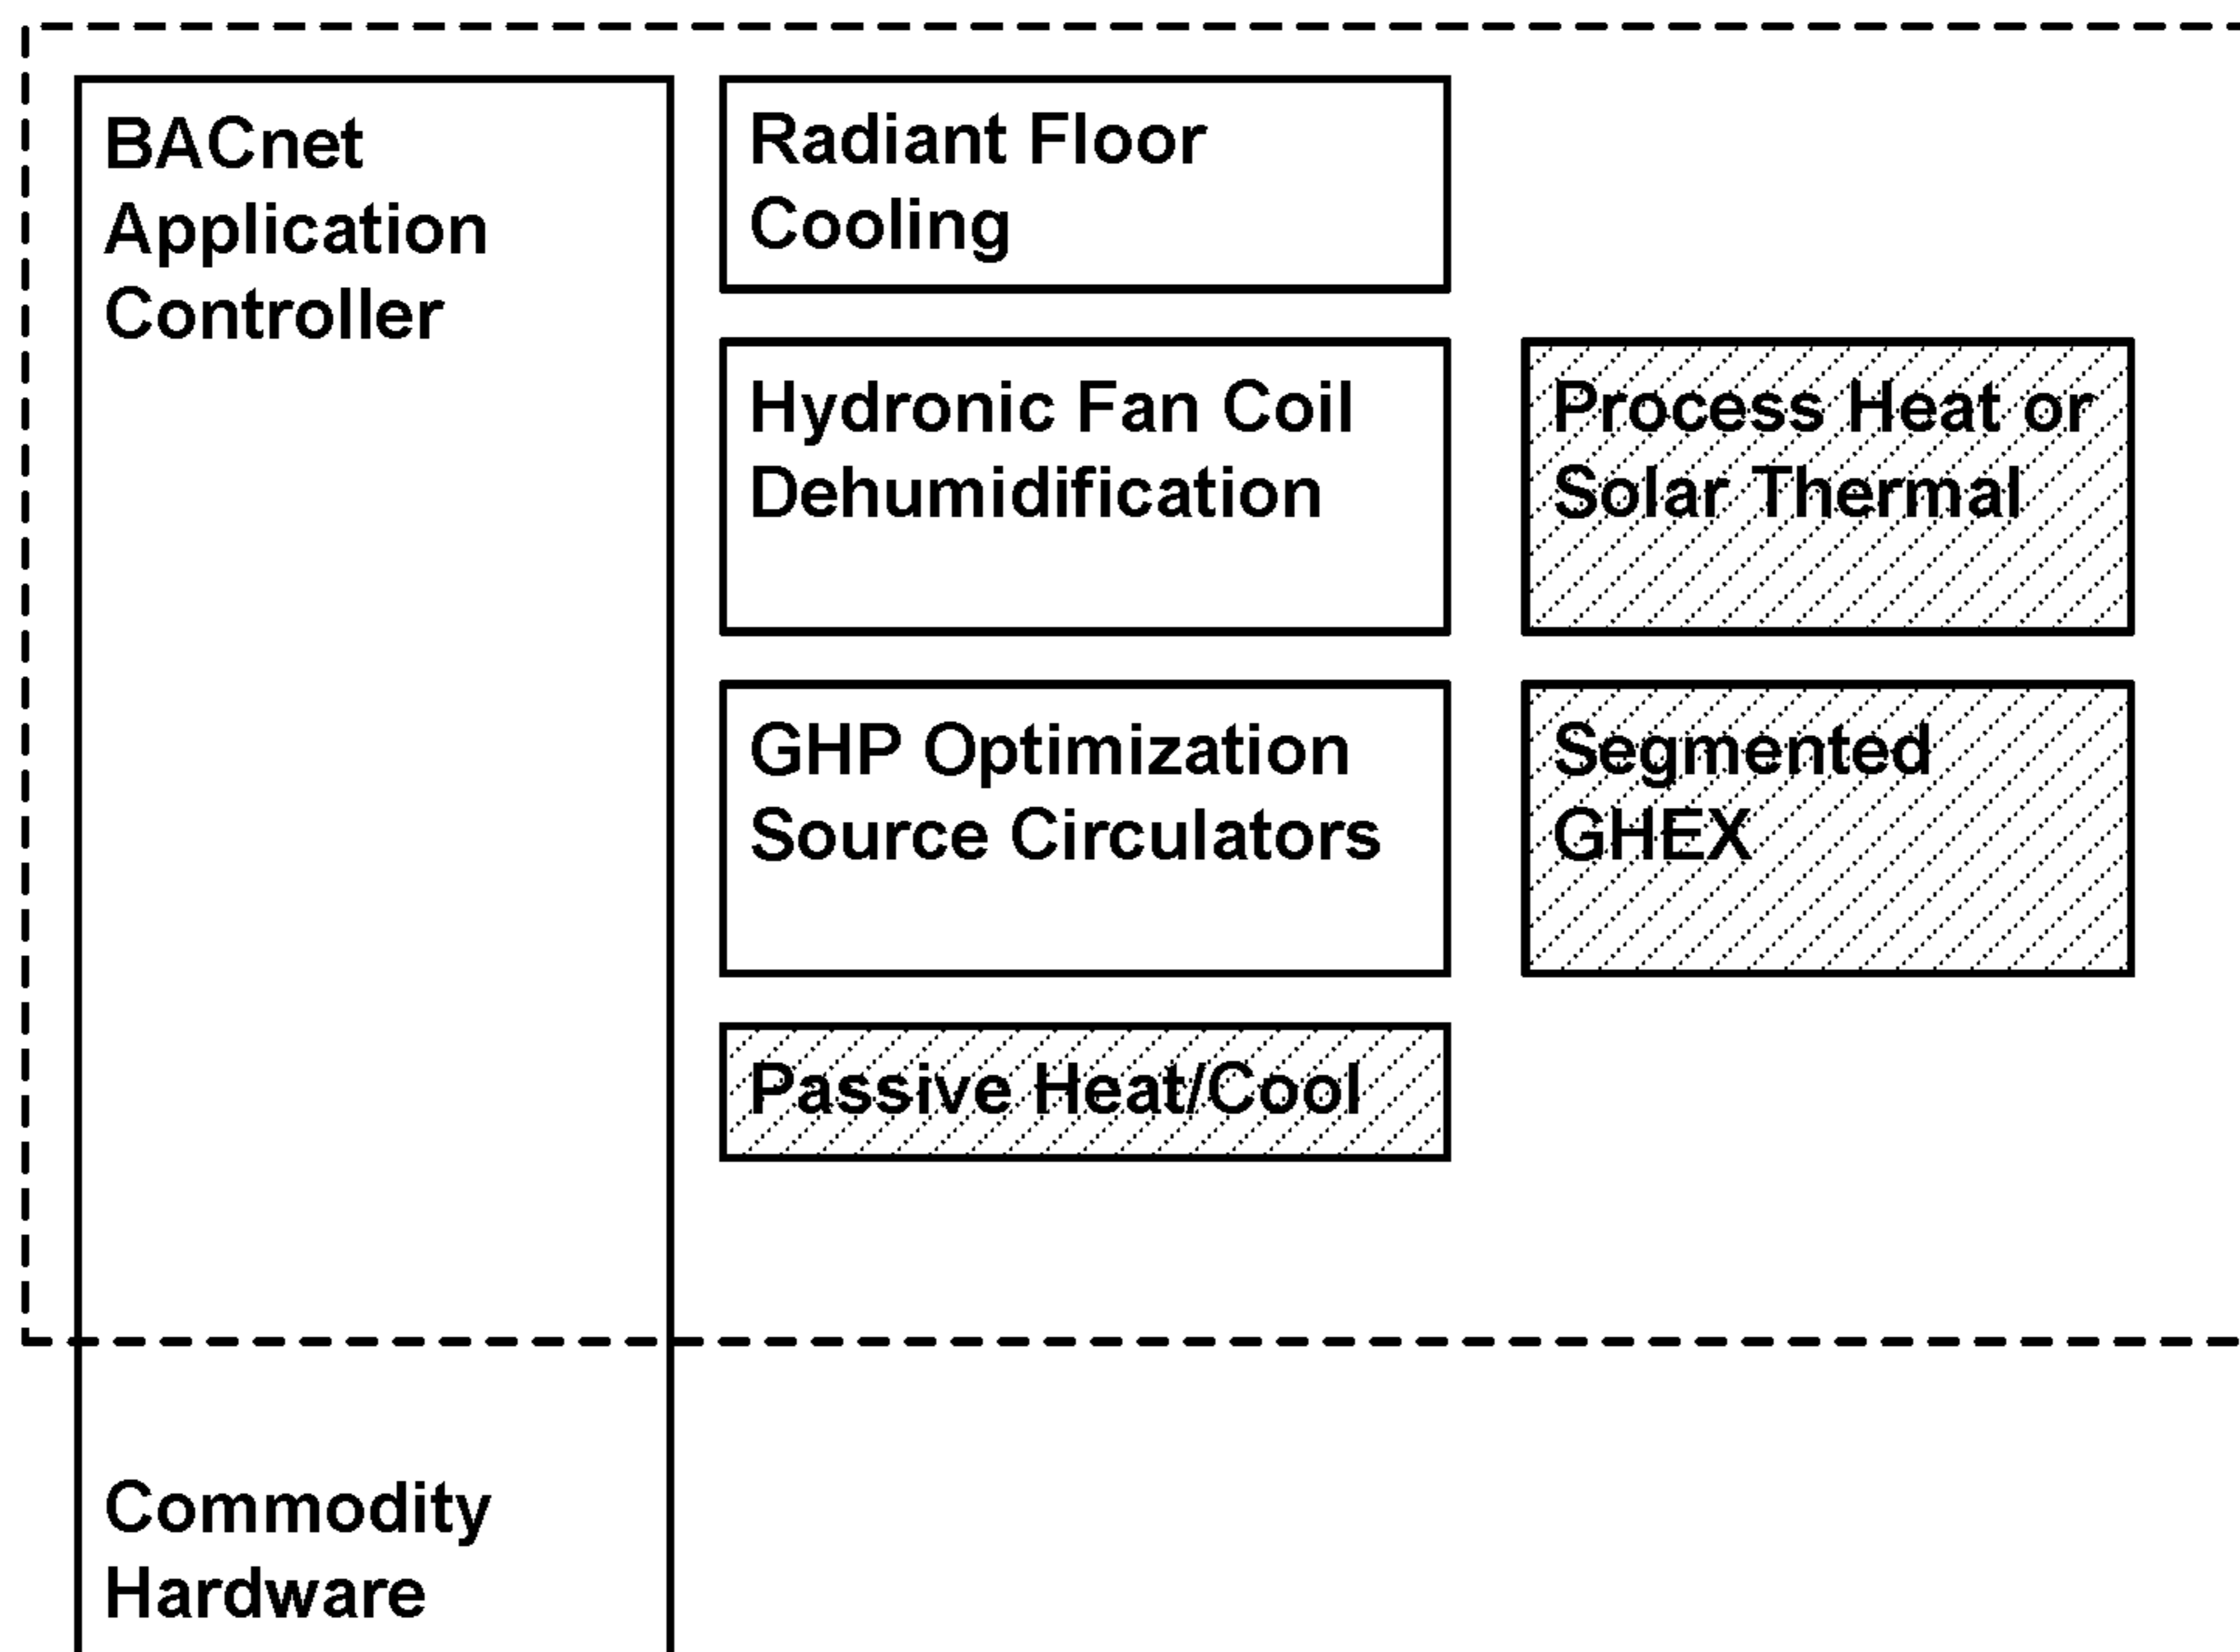 BACnet
Application
Controller
Radiant Floor
Cooling
Hydronic Fan Coil
Dehumidification
Process Heat or
Solar Thermal
GHP Optimization
Source Circulators
Segmented
GHEX
Passive Heat/Cool
Commodity
Hardware